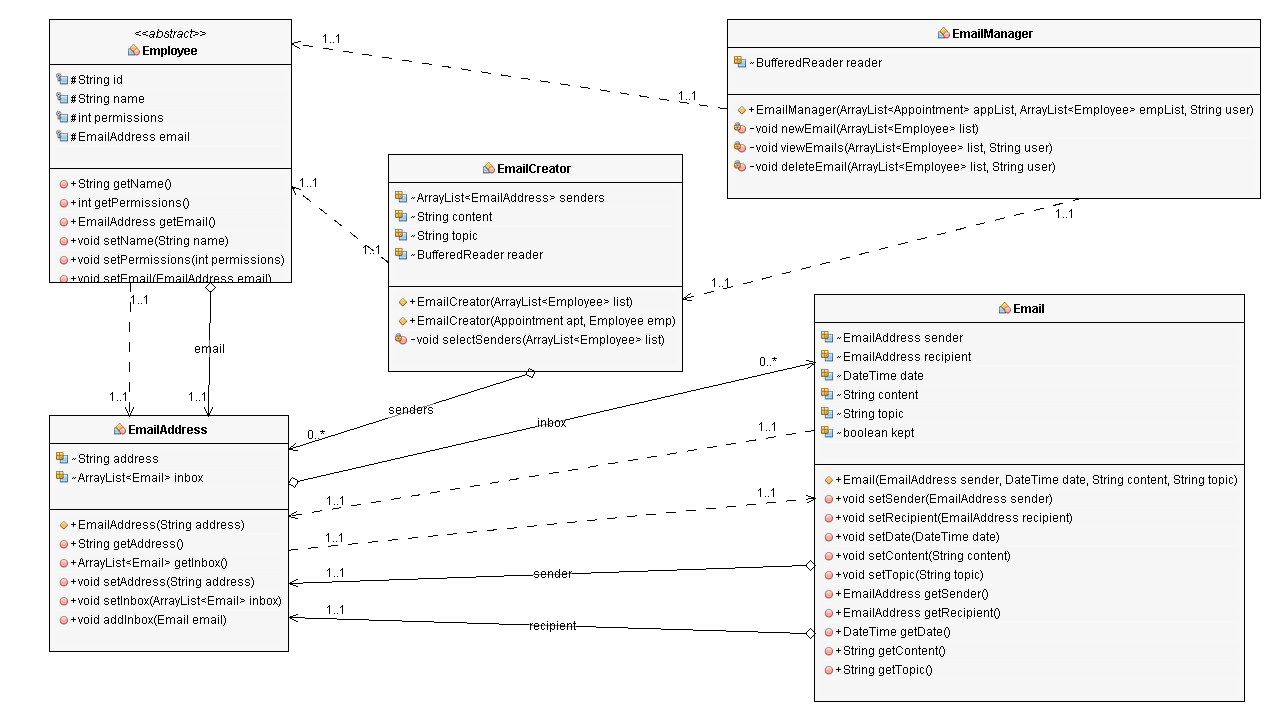 <<abstract>>
Employee
#String id
#String name
#int permissions
#EmailAddress email
+String getName()
+int getPermissions()
+EmailAddress getEmail()
+void setName(String name)
+void setPermissions(int permissions)
+void setEmail(EmailAddress email)
1..1
1..1
EmailManager
~BufferedReader reader
+EmailManager(ArrayList<Appointment> appList, ArrayList<Employee> empList, String user)
-void newEmail(ArrayList<Employee> list)
-void viewEmails(ArrayList<Employee> list, String user)
-void deleteEmail(ArrayList<Employee> list, String user)
EmailCreator
~ArrayList<EmailAddress> senders
~String content
~String topic
~BufferedReader reader
+EmailCreator(ArrayList<Employee> list)
+EmailCreator(Appointment apt, Employee emp)
-void selectSenders(ArrayList<Employee> list)
1..1
1..1
1..1
1..1
1..1
email
1..1
1..1
senders
0..*
inbox
0..*
EmailAddress
~String address
~ArrayList<Email> inbox
+EmailAddress(String address)
+String getAddress()
+ArrayList<Email> getInbox()
+void setAddress(String address)
+void setInbox(ArrayList<Email> inbox)
+void addInbox(Email email)
1..1
1..1
1..1
1..1
1..1
sender
1..1
recipient
Email
~EmailAddress sender
~EmailAddress recipient
~DateTime date
~String content
~String topic
~boolean kept
+Email(EmailAddress sender, DateTime date, String content, String topic)
+void setSender(EmailAddress sender)
+void setRecipient(EmailAddress recipient)
+void setDate(DateTime date)
+void setContent(String content)
+void setTopic(String topic)
+EmailAddress getSender()
+EmailAddress getRecipient()
+DateTime getDate()
+String getContent()
+String getTopic()